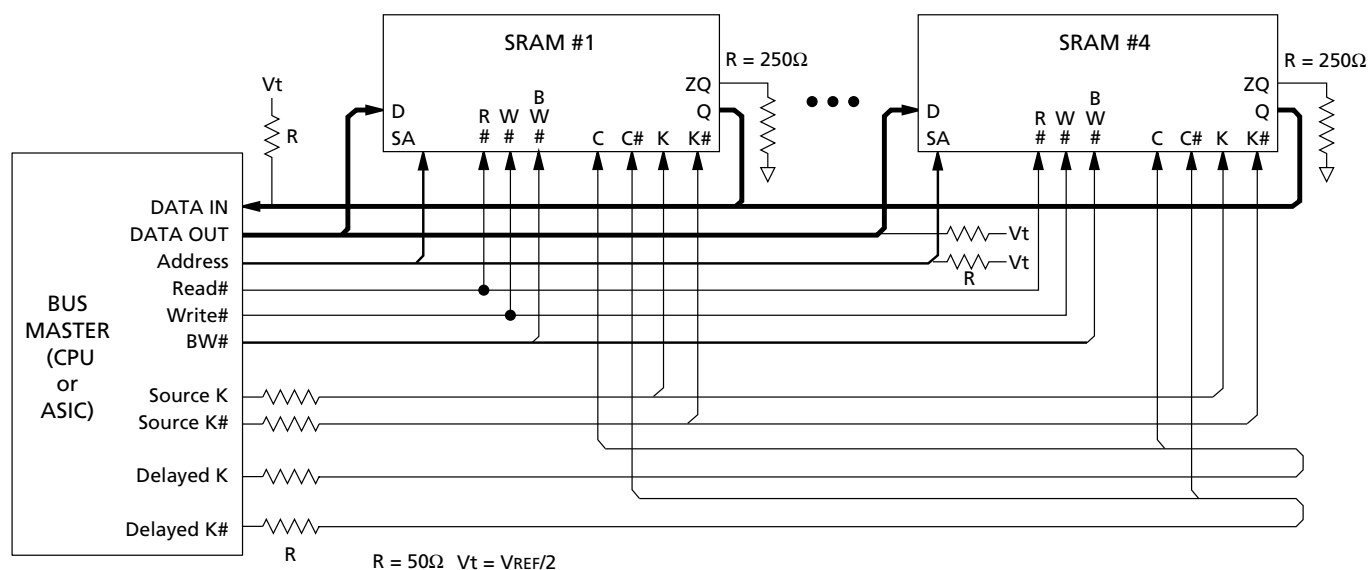 SRAM #1
R = 250Ω
ZQ
Q
D
SA
R
#
W
#
B
W
#
C
C#
K
K#
SRAM #4
R = 250Ω
ZQ
Q
D
SA
R
#
W
#
B
W
#
C
C#
K
K#
Vt
R
BUS
MASTER
(CPU
or
ASIC)
DATA IN
DATA OUT
Address
Read#
Write#
BW#
Source K
Source K#
Delayed K
Delayed K#
Vt
Vt
R
R
R = 50Ω Vt = VREF/2